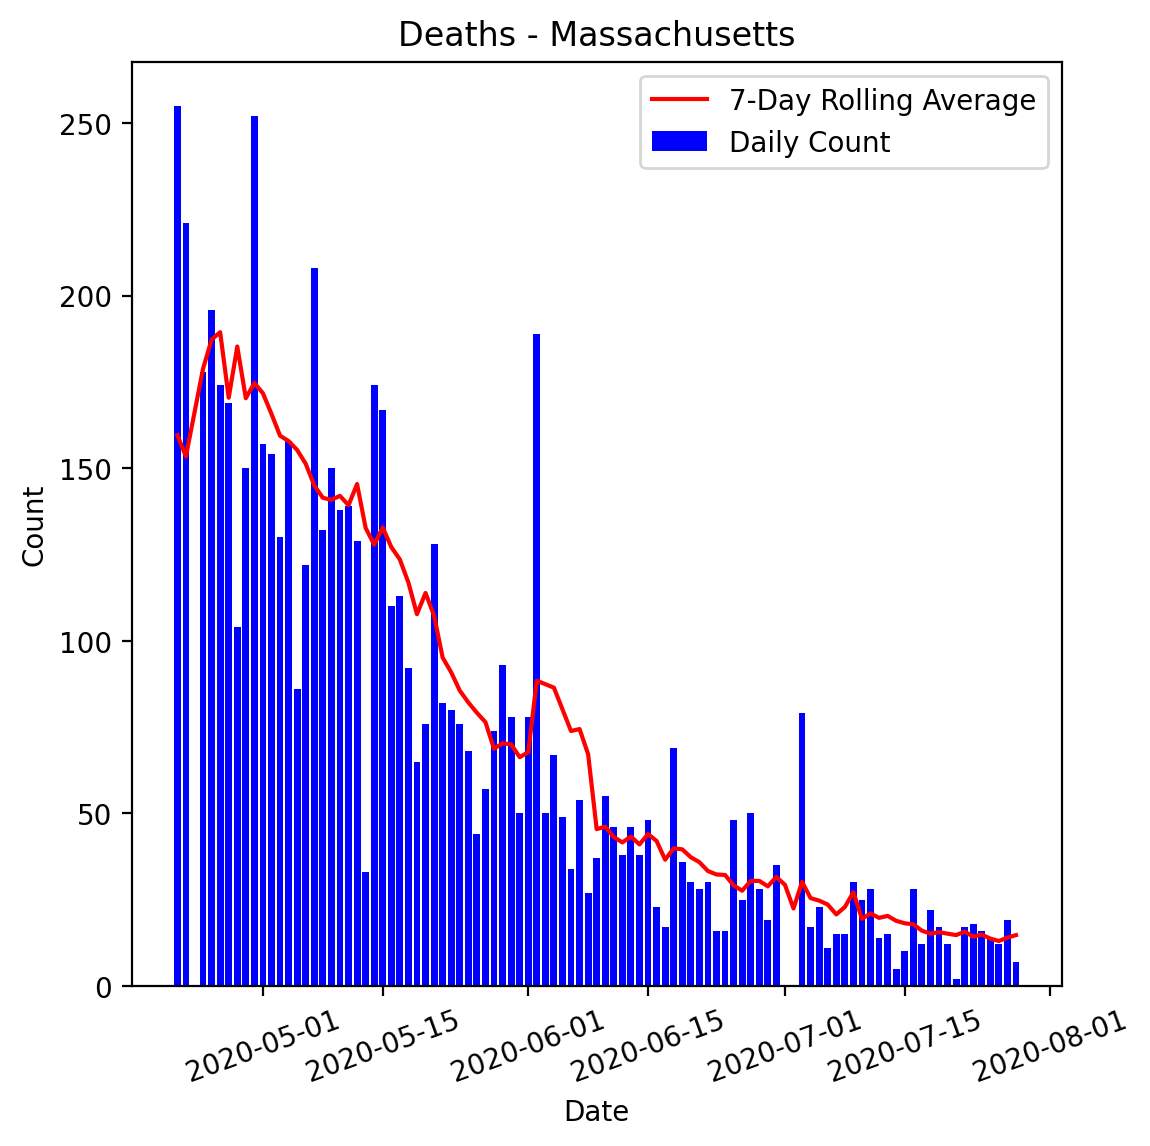 Deaths - Massachusetts
7-Day Rolling Average
Daily Count
250
200
150
100
50
0
Count
2020-05-01
2020-05-15
2020-06-01
2020-06-15
2020-07-01
2020-07-15
2020-08-01
Date